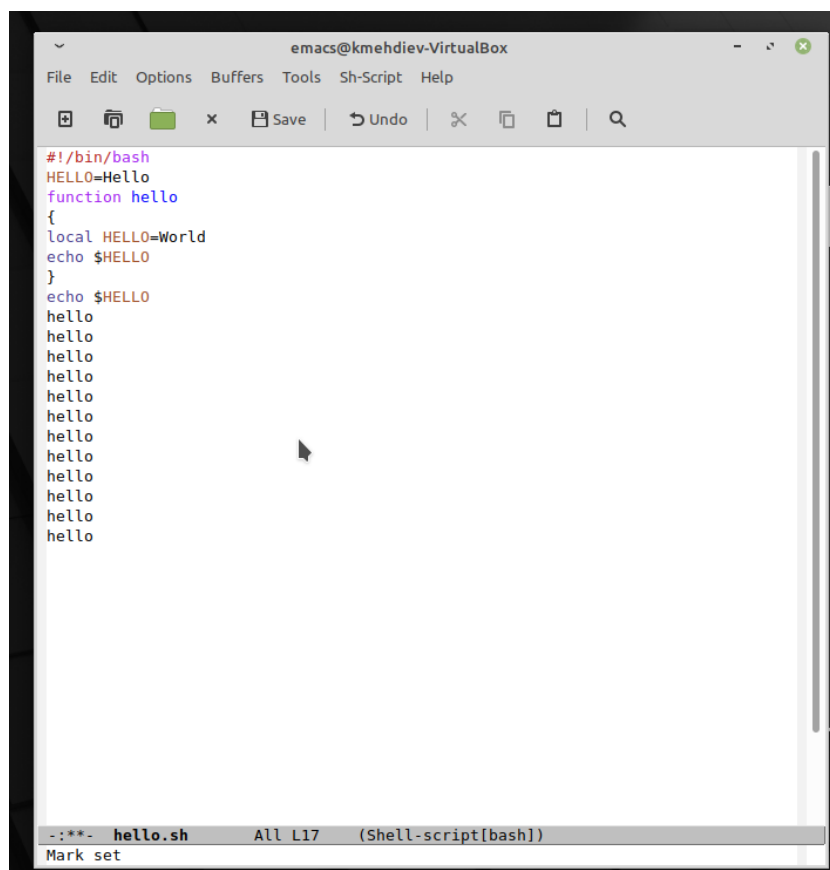 emacs@kmehdiev-VirtualBox
File Edit Options Buffers Tools Sh-Script Help
Save Undo
#!/bin/bash
HELLO=Hello
function hello
{
local HELLO=World
echo $HELLO
}
echo $HELLO
hello
hello
hello
hello
hello
hello
hello
hello
hello
hello
hello
hello
-:**- hello.sh All L17 (Shell-script[bash])
Mark set